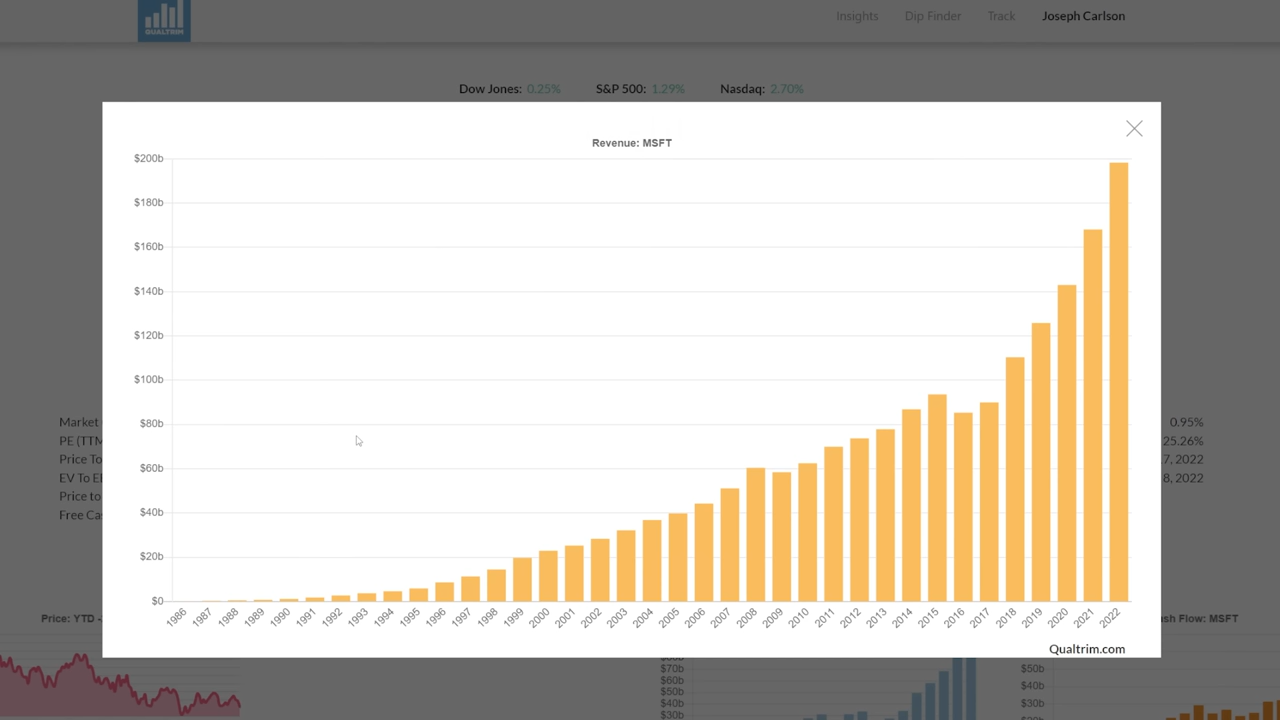 QUALTRIM
Insights Dip Finder Track Joseph Carlson
Dow Jones: 0.25% S&P 500: 1.29% Nasdaq: 2.70%
Revenue: MSFT
$200b
$180b
$160b
$140b
$120b
$100b
$80b
$60b
$40b
$20b
$0
1986 1987 1988 1989 1990 1991 1992 1993 1994 1995 1996 1997 1998 1999 2000 2001 2002 2003 2004 2005 2006 2007 2008 2009 2010 2011 2012 2013 2014 2015 2016 2017 2018 2019 2020 2021 2022
Qualtrim.com
Market 0.95%
PE (TTM 25.26%
Price To 7, 2022
EV To E 8, 2022
Price to
Free Ca
Price: YTD ash Flow: MSFT
$70b
$60b
$50b
$40b
$30b
$50b
$40b
$30b